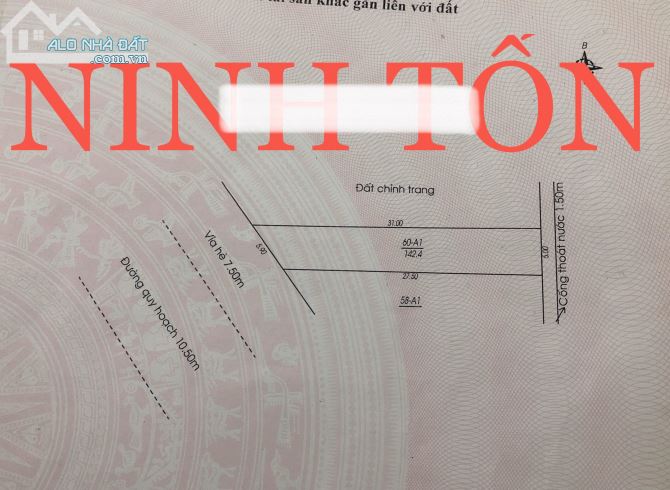 tài sản khác gắn liền với đất
ALO NHÀ ĐẤT
.com.vn
NINH TỐN
B
Đất chỉnh trang
31.00
60-A1
142.4
5.90
5.00
27.50
58-A1
Cống thoát nước 1.50m
Vỉa hè 7.50m
Đường quy hoạch 10.50m